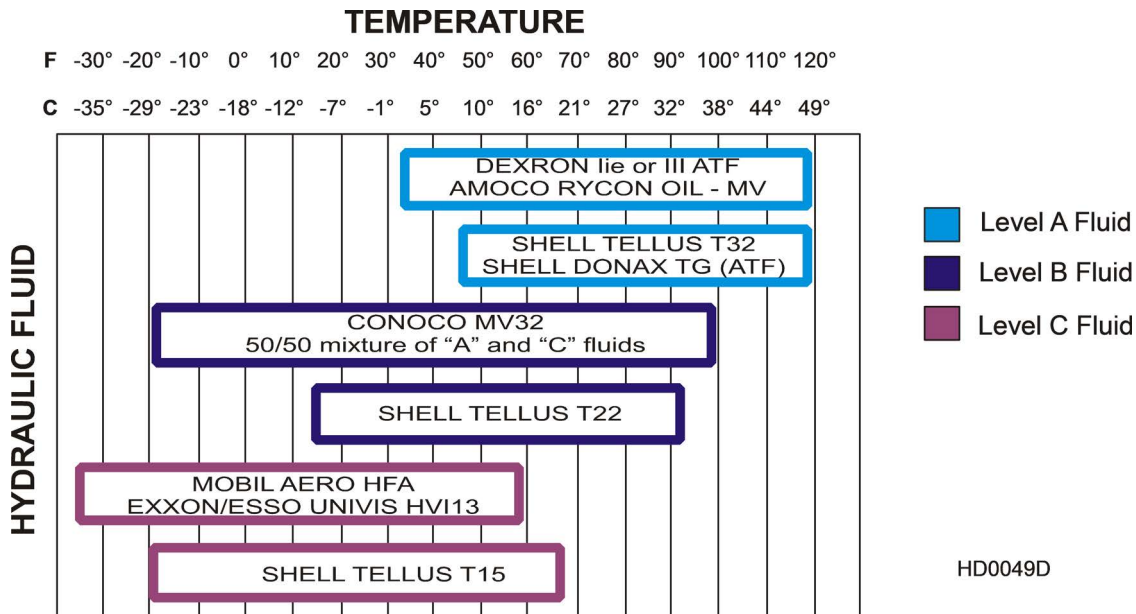 TEMPERATURE
F -30° -20° -10° 0° 10° 20° 30° 40° 50° 60° 70° 80° 90° 100° 110° 120°
C -35° -29° -23° -18° -12° -7° -1° 5° 10° 16° 21° 27° 32° 38° 44° 49°
HYDRAULIC FLUID
DEXRON IIe or III ATF
AMOCO RYCON OIL - MV
SHELL TELLUS T32
SHELL DONAX TG (ATF)
CONOCO MV32
50/50 mixture of “A” and “C” fluids
SHELL TELLUS T22
MOBIL AERO HFA
EXXON/ESSO UNIVIS HVI13
SHELL TELLUS T15
Level A Fluid
Level B Fluid
Level C Fluid
HD0049D